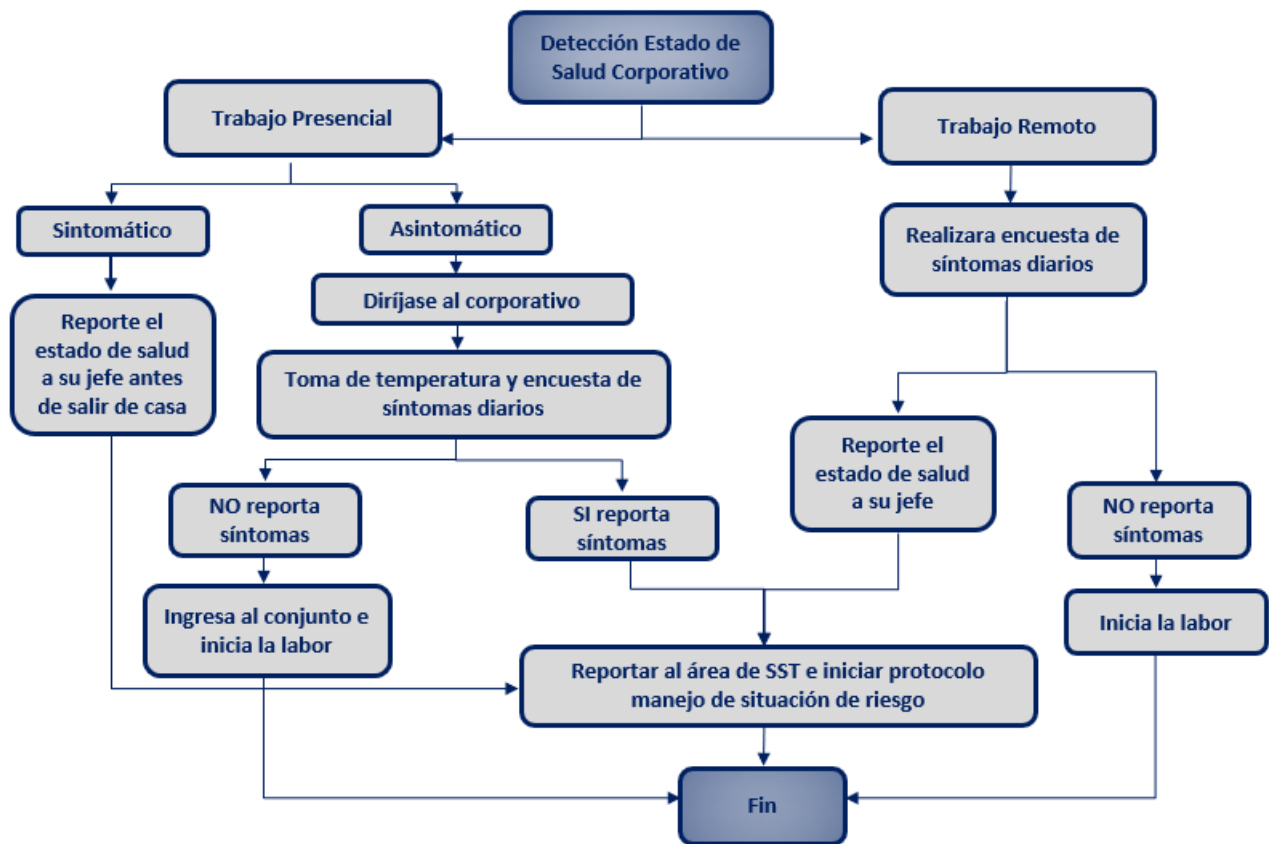 Detección Estado de
Salud Corporativo
Trabajo Presencial
Trabajo Remoto
Sintomático
Asintomático
Realizara encuesta de
síntomas diarios
Diríjase al corporativo
Reporte el
estado de salud
a su jefe antes
de salir de casa
Toma de temperatura y encuesta de
síntomas diarios
Reporte el
estado de salud
a su jefe
NO reporta
síntomas
SI reporta
síntomas
NO reporta
síntomas
Ingresa al conjunto e
inicia la labor
Inicia la labor
Reportar al área de SST e iniciar protocolo
manejo de situación de riesgo
Fin